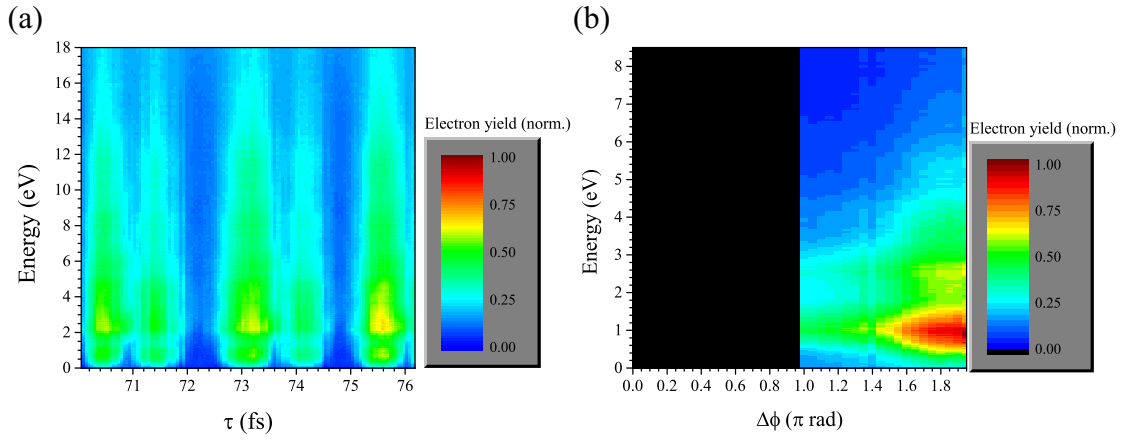 (a)
18
16
14
12
10
8
6
4
2
0
Energy (eV)
71 72 73 74 75 76
τ (fs)
Electron yield (norm.)
1.00
0.75
0.50
0.25
0.00
(b)
8
7
6
5
4
3
2
1
0
Energy (eV)
0.0 0.2 0.4 0.6 0.8 1.0 1.2 1.4 1.6 1.8
Δϕ (π rad)
Electron yield (norm.)
1.00
0.75
0.50
0.25
0.00